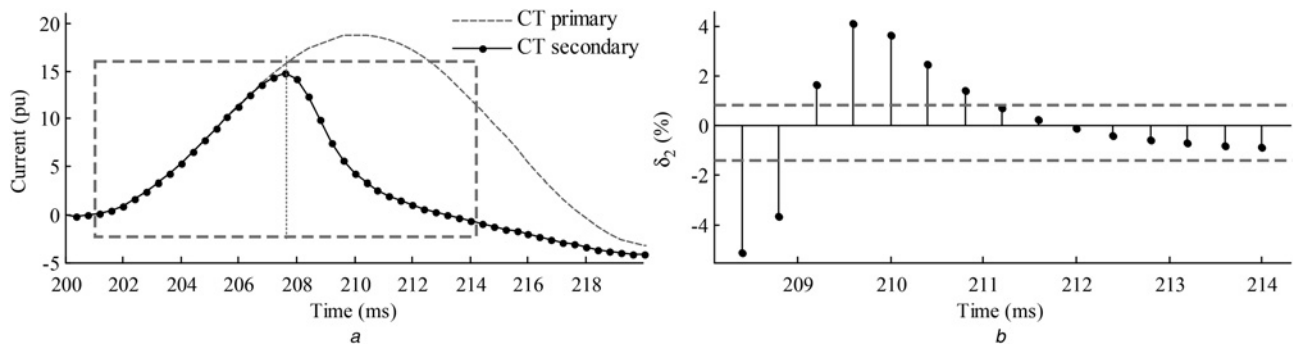 20
15
10
5
0
-5
Current (pu)
CT primary
CT secondary
200 202 204 206 208 210 212 214 216 218
Time (ms)
a
4
2
0
-2
-4
δ2 (%)
209 210 211 212 213 214
Time (ms)
b